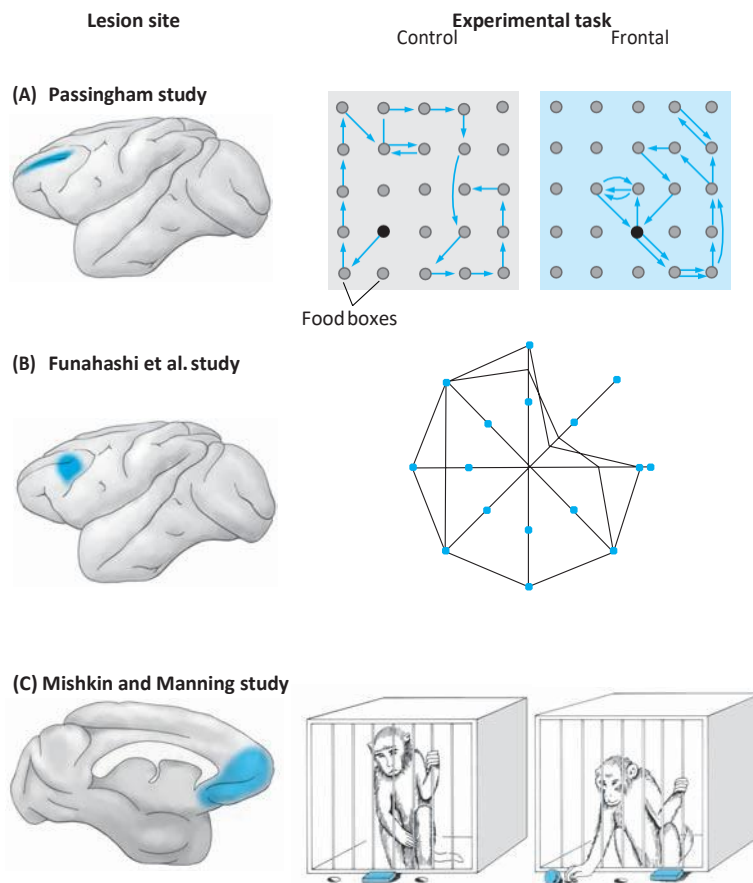 Lesion site
Experimental task
Control
Frontal
(A) Passingham study
Food boxes
(B) Funahashi et al. study
(C) Mishkin and Manning study